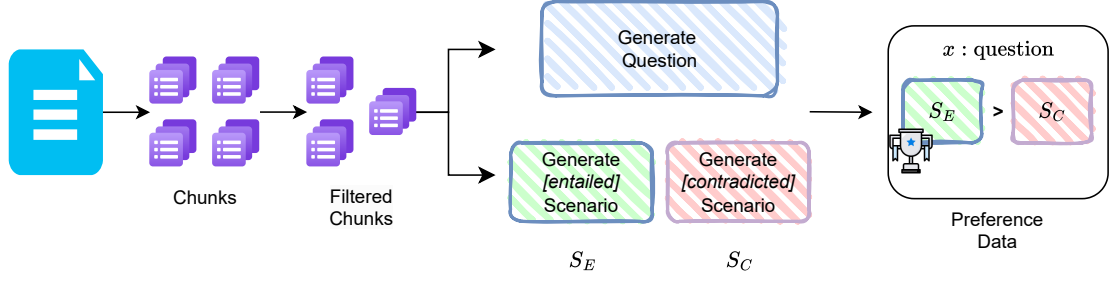 Chunks
Filtered
Chunks
Generate
Question
Generate
[entailed]
Scenario
Generate
[contradicted]
Scenario
S_E
S_C
x : question
S_E > S_C
Preference
Data